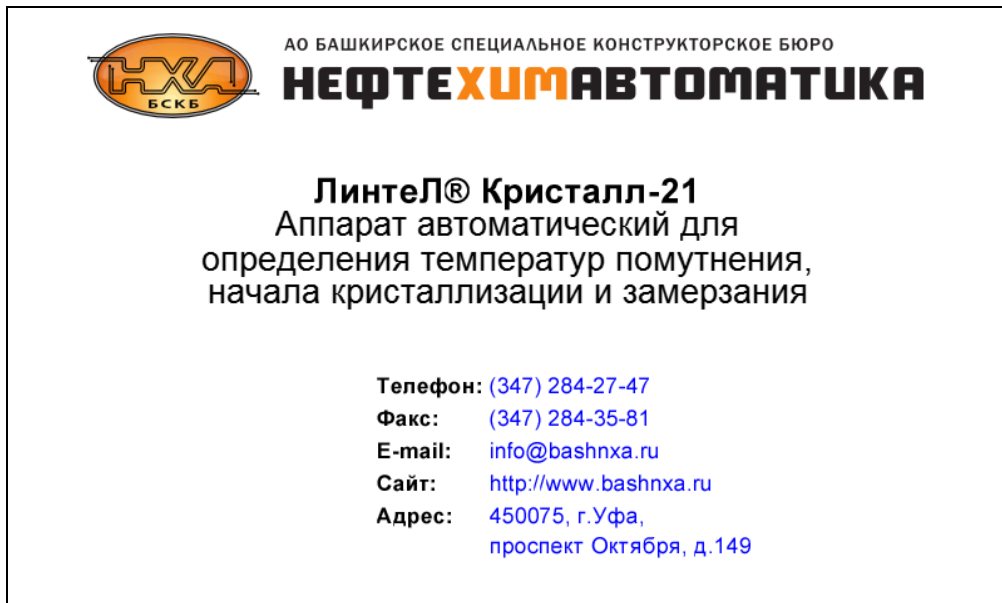 АО БАШКИРСКОЕ СПЕЦИАЛЬНОЕ КОНСТРУКТОРСКОЕ БЮРО
НХА
БСКБ
НЕФТЕХИМАВТОМАТИКА
ЛинтеЛ® Кристалл-21
Аппарат автоматический для
определения температур помутнения,
начала кристаллизации и замерзания
Телефон: (347) 284-27-47
Факс: (347) 284-35-81
E-mail: info@bashnxa.ru
Сайт: http://www.bashnxa.ru
Адрес: 450075, г.Уфа,
проспект Октября, д.149